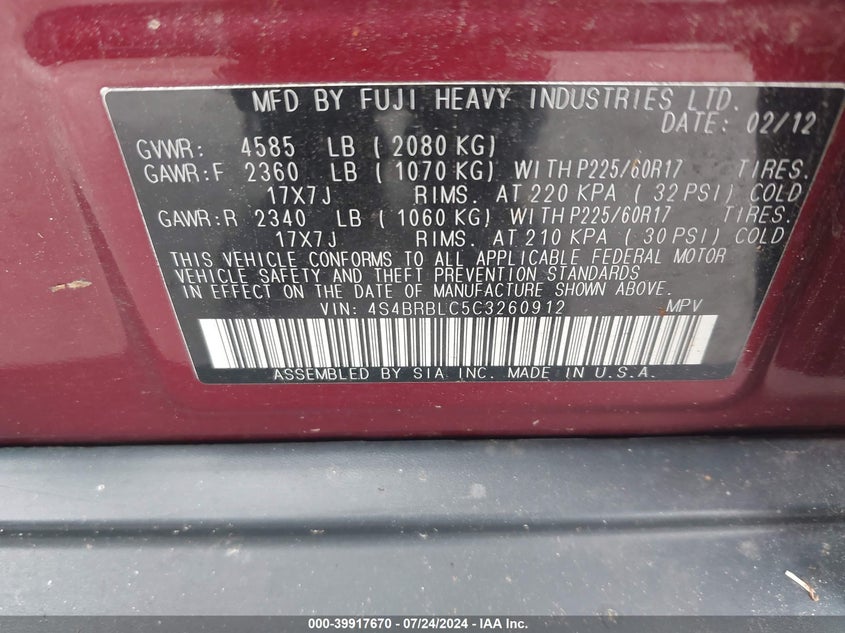 MFD BY FUJI HEAVY INDUSTRIES LTD.
DATE: 02/12
GVWR: 4585 LB ( 2080 KG)
GAWR:F 2360 LB ( 1070 KG) WITH P225/60R17 TIRES.
17X7J RIMS. AT 220 KPA ( 32 PSI) COLD
GAWR:R 2340 LB ( 1060 KG) WITH P225/60R17 TIRES.
17X7J RIMS. AT 210 KPA ( 30 PSI) COLD
THIS VEHICLE CONFORMS TO ALL APPLICABLE FEDERAL MOTOR
VEHICLE SAFETY AND THEFT PREVENTION STANDARDS
IN EFFECT ON THE DATE OF MANUFACTURE SHOWN ABOVE.
VIN: 4S4BRBLC5C3260912 MPV
ASSEMBLED BY SIA INC. MADE IN U.S.A.
000-39917670 - 07/24/2024 - IAA Inc.